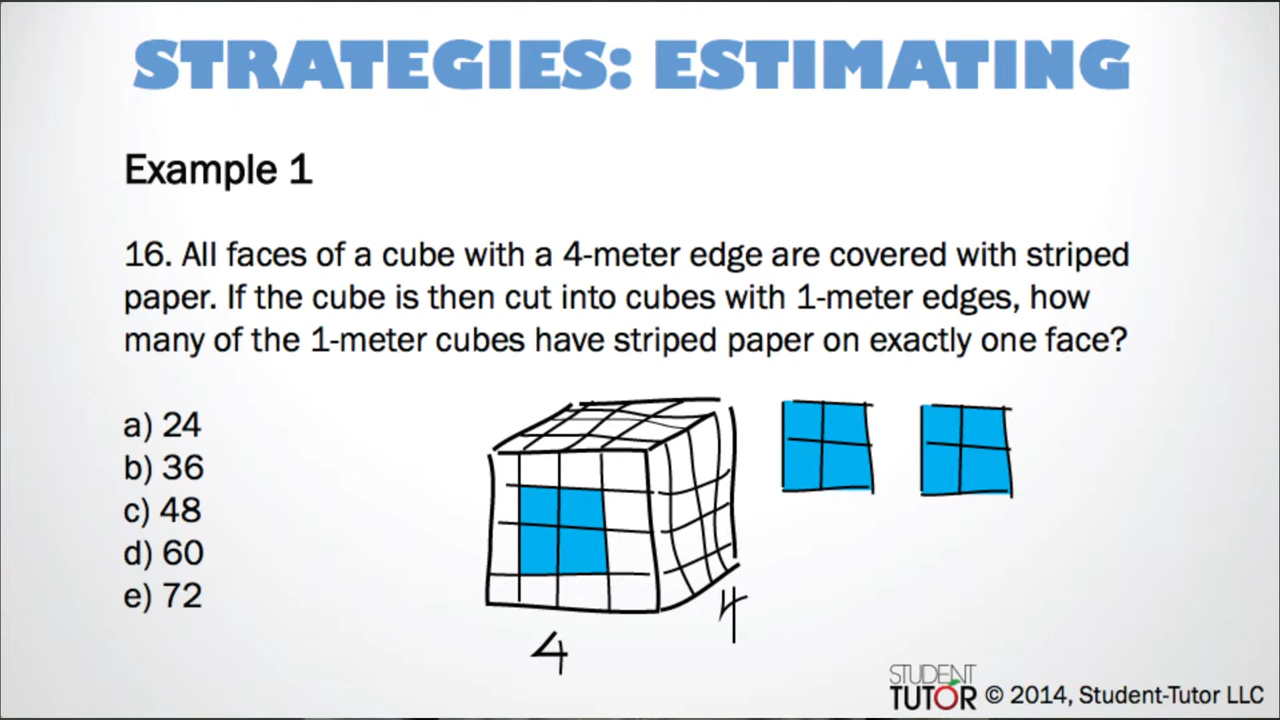 STRATEGIES: ESTIMATING
Example 1
16. All faces of a cube with a 4-meter edge are covered with striped
paper. If the cube is then cut into cubes with 1-meter edges, how
many of the 1-meter cubes have striped paper on exactly one face?
a) 24
b) 36
c) 48
d) 60
e) 72
4
4
STUDENT
TUTOR © 2014, Student-Tutor LLC